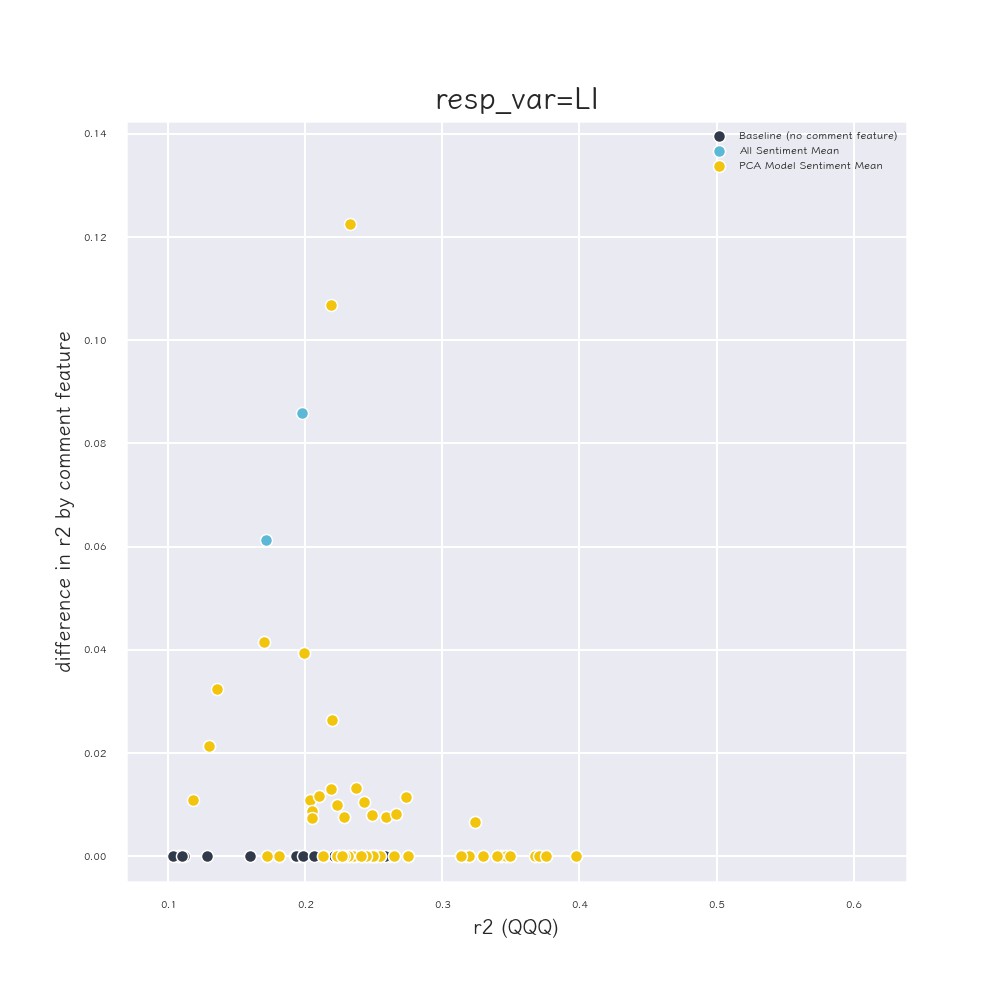 resp_var=LI
Baseline (no comment feature)
All Sentiment Mean
PCA Model Sentiment Mean
difference in r2 by comment feature
0.14
0.12
0.10
0.08
0.06
0.04
0.02
0.00
0.1 0.2 0.3 0.4 0.5 0.6
r2 (QQQ)